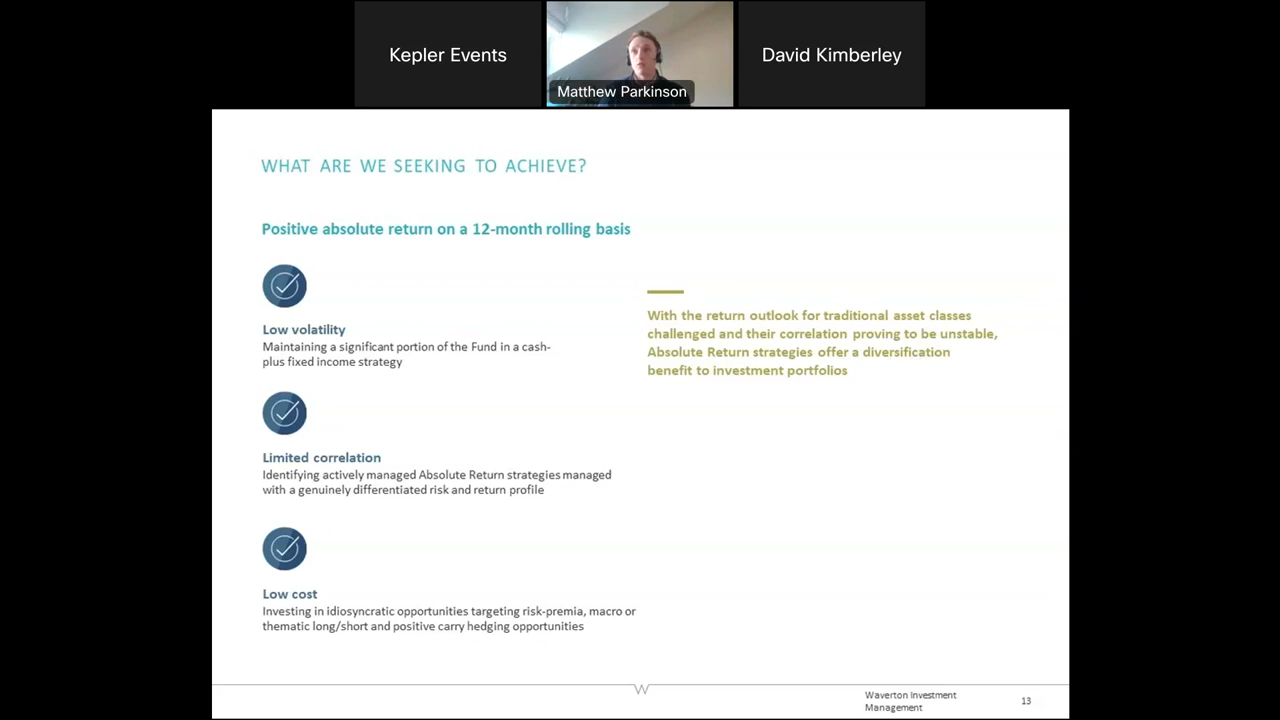 Kepler Events
Matthew Parkinson
David Kimberley
WHAT ARE WE SEEKING TO ACHIEVE?
Positive absolute return on a 12-month rolling basis
Low volatility
Maintaining a significant portion of the Fund in a cash-
plus fixed income strategy
Limited correlation
Identifying actively managed Absolute Return strategies managed
with a genuinely differentiated risk and return profile
Low cost
Investing in idiosyncratic opportunities targeting risk-premia, macro or
thematic long/short and positive carry hedging opportunities
With the return outlook for traditional asset classes
challenged and their correlation proving to be unstable,
Absolute Return strategies offer a diversification
benefit to investment portfolios
Waverton Investment
Management
13